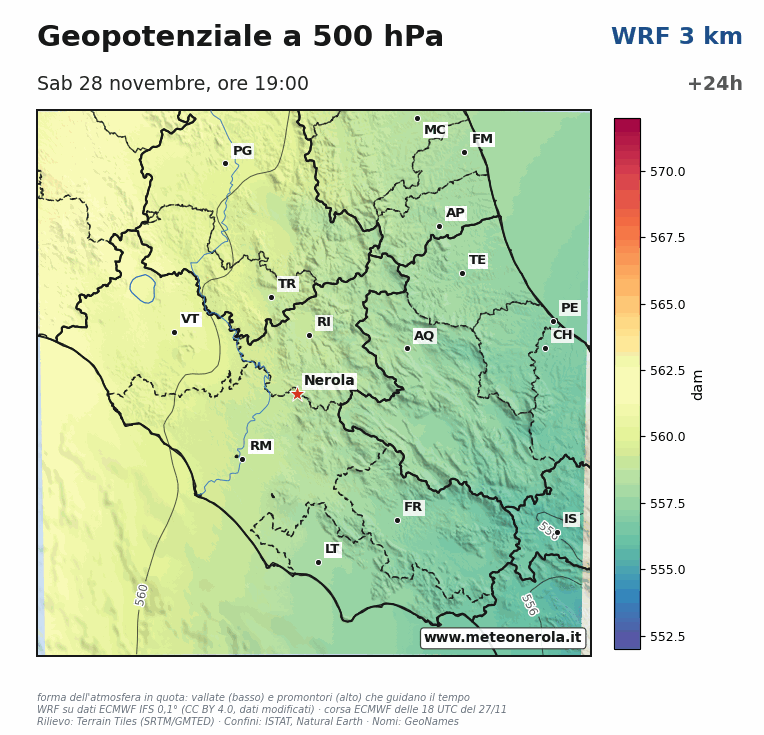 Geopotenziale a 500 hPa
WRF 3 km
Sab 28 novembre, ore 19:00
+24h
MC
FM
PG
AP
TE
TR
PE
VT
RI
AQ
CH
Nerola
RM
FR
IS
556
LT
560
556
www.meteonerola.it
570.0
567.5
565.0
562.5
560.0
557.5
555.0
552.5
dam
forma dell'atmosfera in quota: vallate (basso) e promontori (alto) che guidano il tempo
WRF su dati ECMWF IFS 0,1° (CC BY 4.0, dati modificati) · corsa ECMWF delle 18 UTC del 27/11
Rilievo: Terrain Tiles (SRTM/GMTED) · Confini: ISTAT, Natural Earth · Nomi: GeoNames